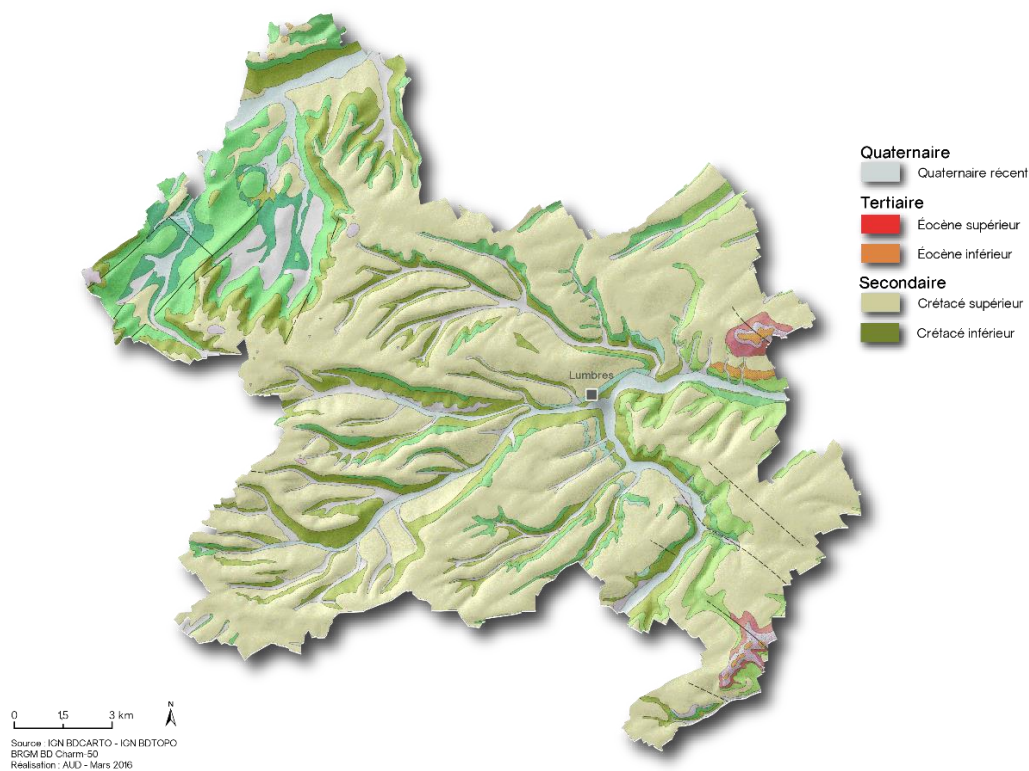 Quaternaire
Quaternaire récent
Tertiaire
Éocène supérieur
Éocène inférieur
Secondaire
Crétacé supérieur
Crétacé inférieur
Lumbres
0 1,5 3 km
N
Source : IGN BDCARTO - IGN BDTOPO
BRGM BD Charm-50
Réalisation : AUD - Mars 2016